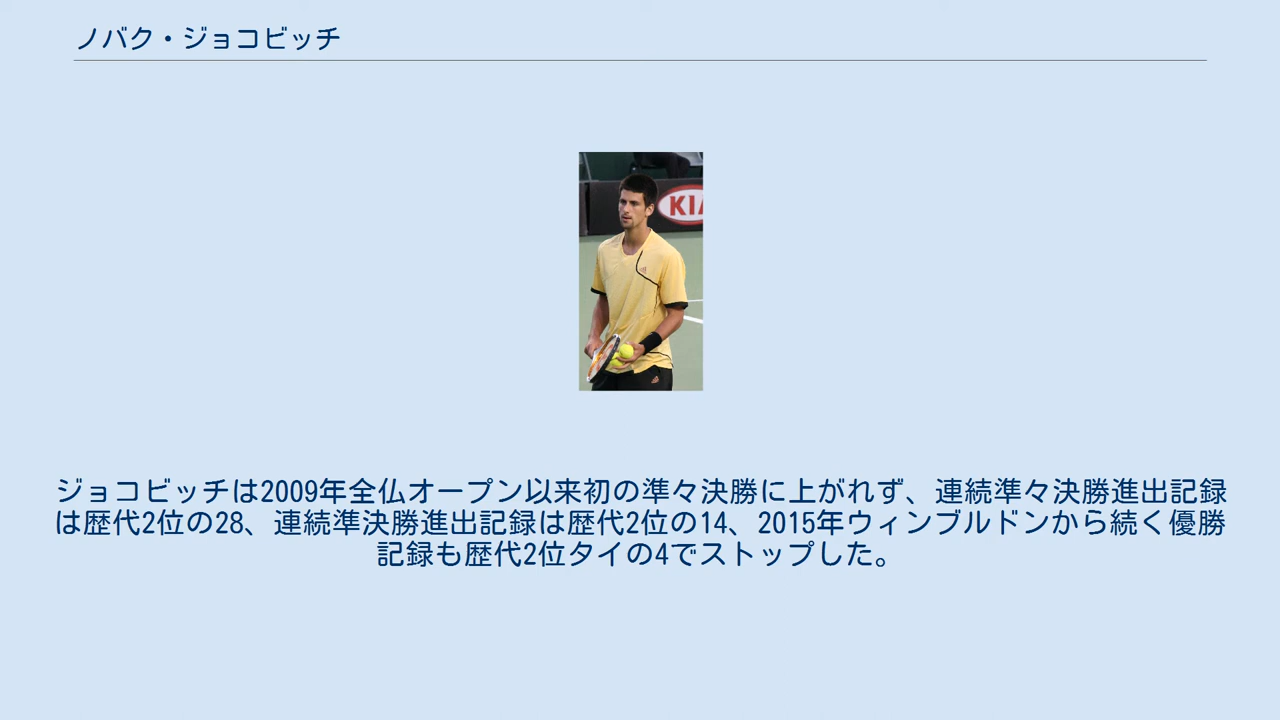 ノバク・ジョコビッチ
KIA
ジョコビッチは2009年全仏オープン以来初の準々決勝に上がれず、連続準々決勝進出記録
は歴代2位の28、連続準決勝進出記録は歴代2位の14、2015年ウィンブルドンから続く優勝
記録も歴代2位タイの4でストップした。